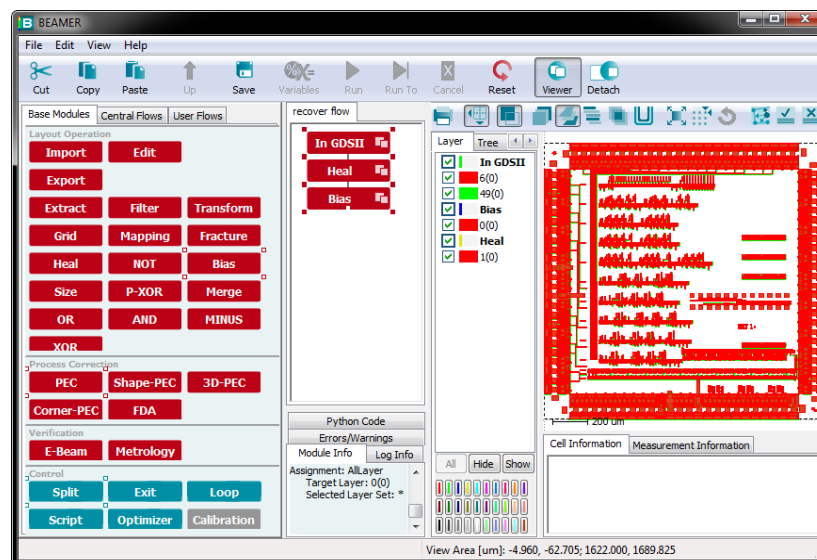 BEAMER
File Edit View Help
Cut Copy Paste Up Save Variables Run Run To Cancel Reset Viewer Detach
Base Modules Central Flows User Flows
Layout Operation
Import Edit
Export
Extract Filter Transform
Grid Mapping Fracture
Heal NOT Bias
Size P-XOR Merge
OR AND MINUS
XOR
Process Correction
PEC Shape-PEC 3D-PEC
Corner-PEC FDA
Verification
E-Beam Metrology
Control
Split Exit Loop
Script Optimizer Calibration
recover flow
In GDSII
Heal
Bias
Python Code
Errors/Warnings
Module Info Log Info
Assignment: AllLayer
Target Layer: 0(0)
Selected Layer Set: *
Layer Tree
In GDSII
6(0)
49(0)
Bias
0(0)
Heal
1(0)
All Hide Show
200 um
Cell Information Measurement Information
View Area [um]: -4.960, -62.705; 1622.000, 1689.825